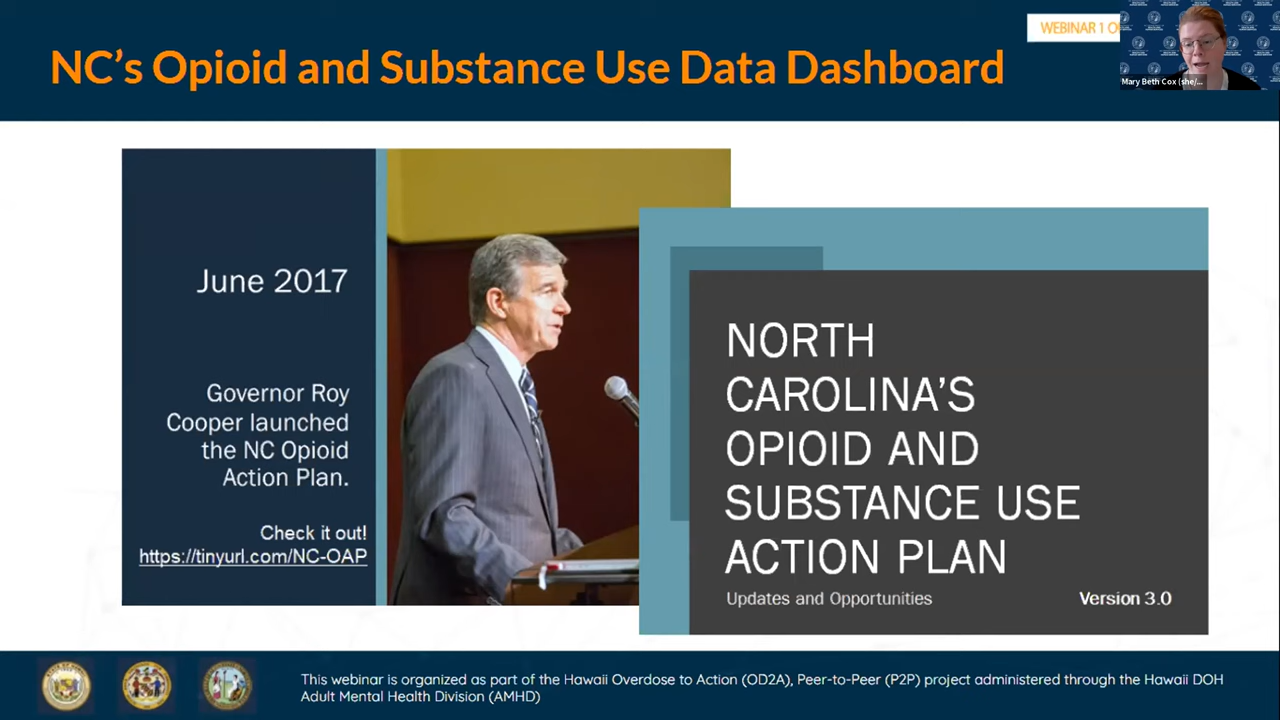 NC's Opioid and Substance Use Data Dashboard
WEBINAR 1
Mary Beth Cox (she/...
June 2017
Governor Roy
Cooper launched
the NC Opioid
Action Plan.
Check it out!
https://tinyurl.com/NC-OAP
NORTH
CAROLINA'S
OPIOID AND
SUBSTANCE USE
ACTION PLAN
Updates and Opportunities
Version 3.0
This webinar is organized as part of the Hawaii Overdose to Action (OD2A), Peer-to-Peer (P2P) project administered through the Hawaii DOH
Adult Mental Health Division (AMHD)